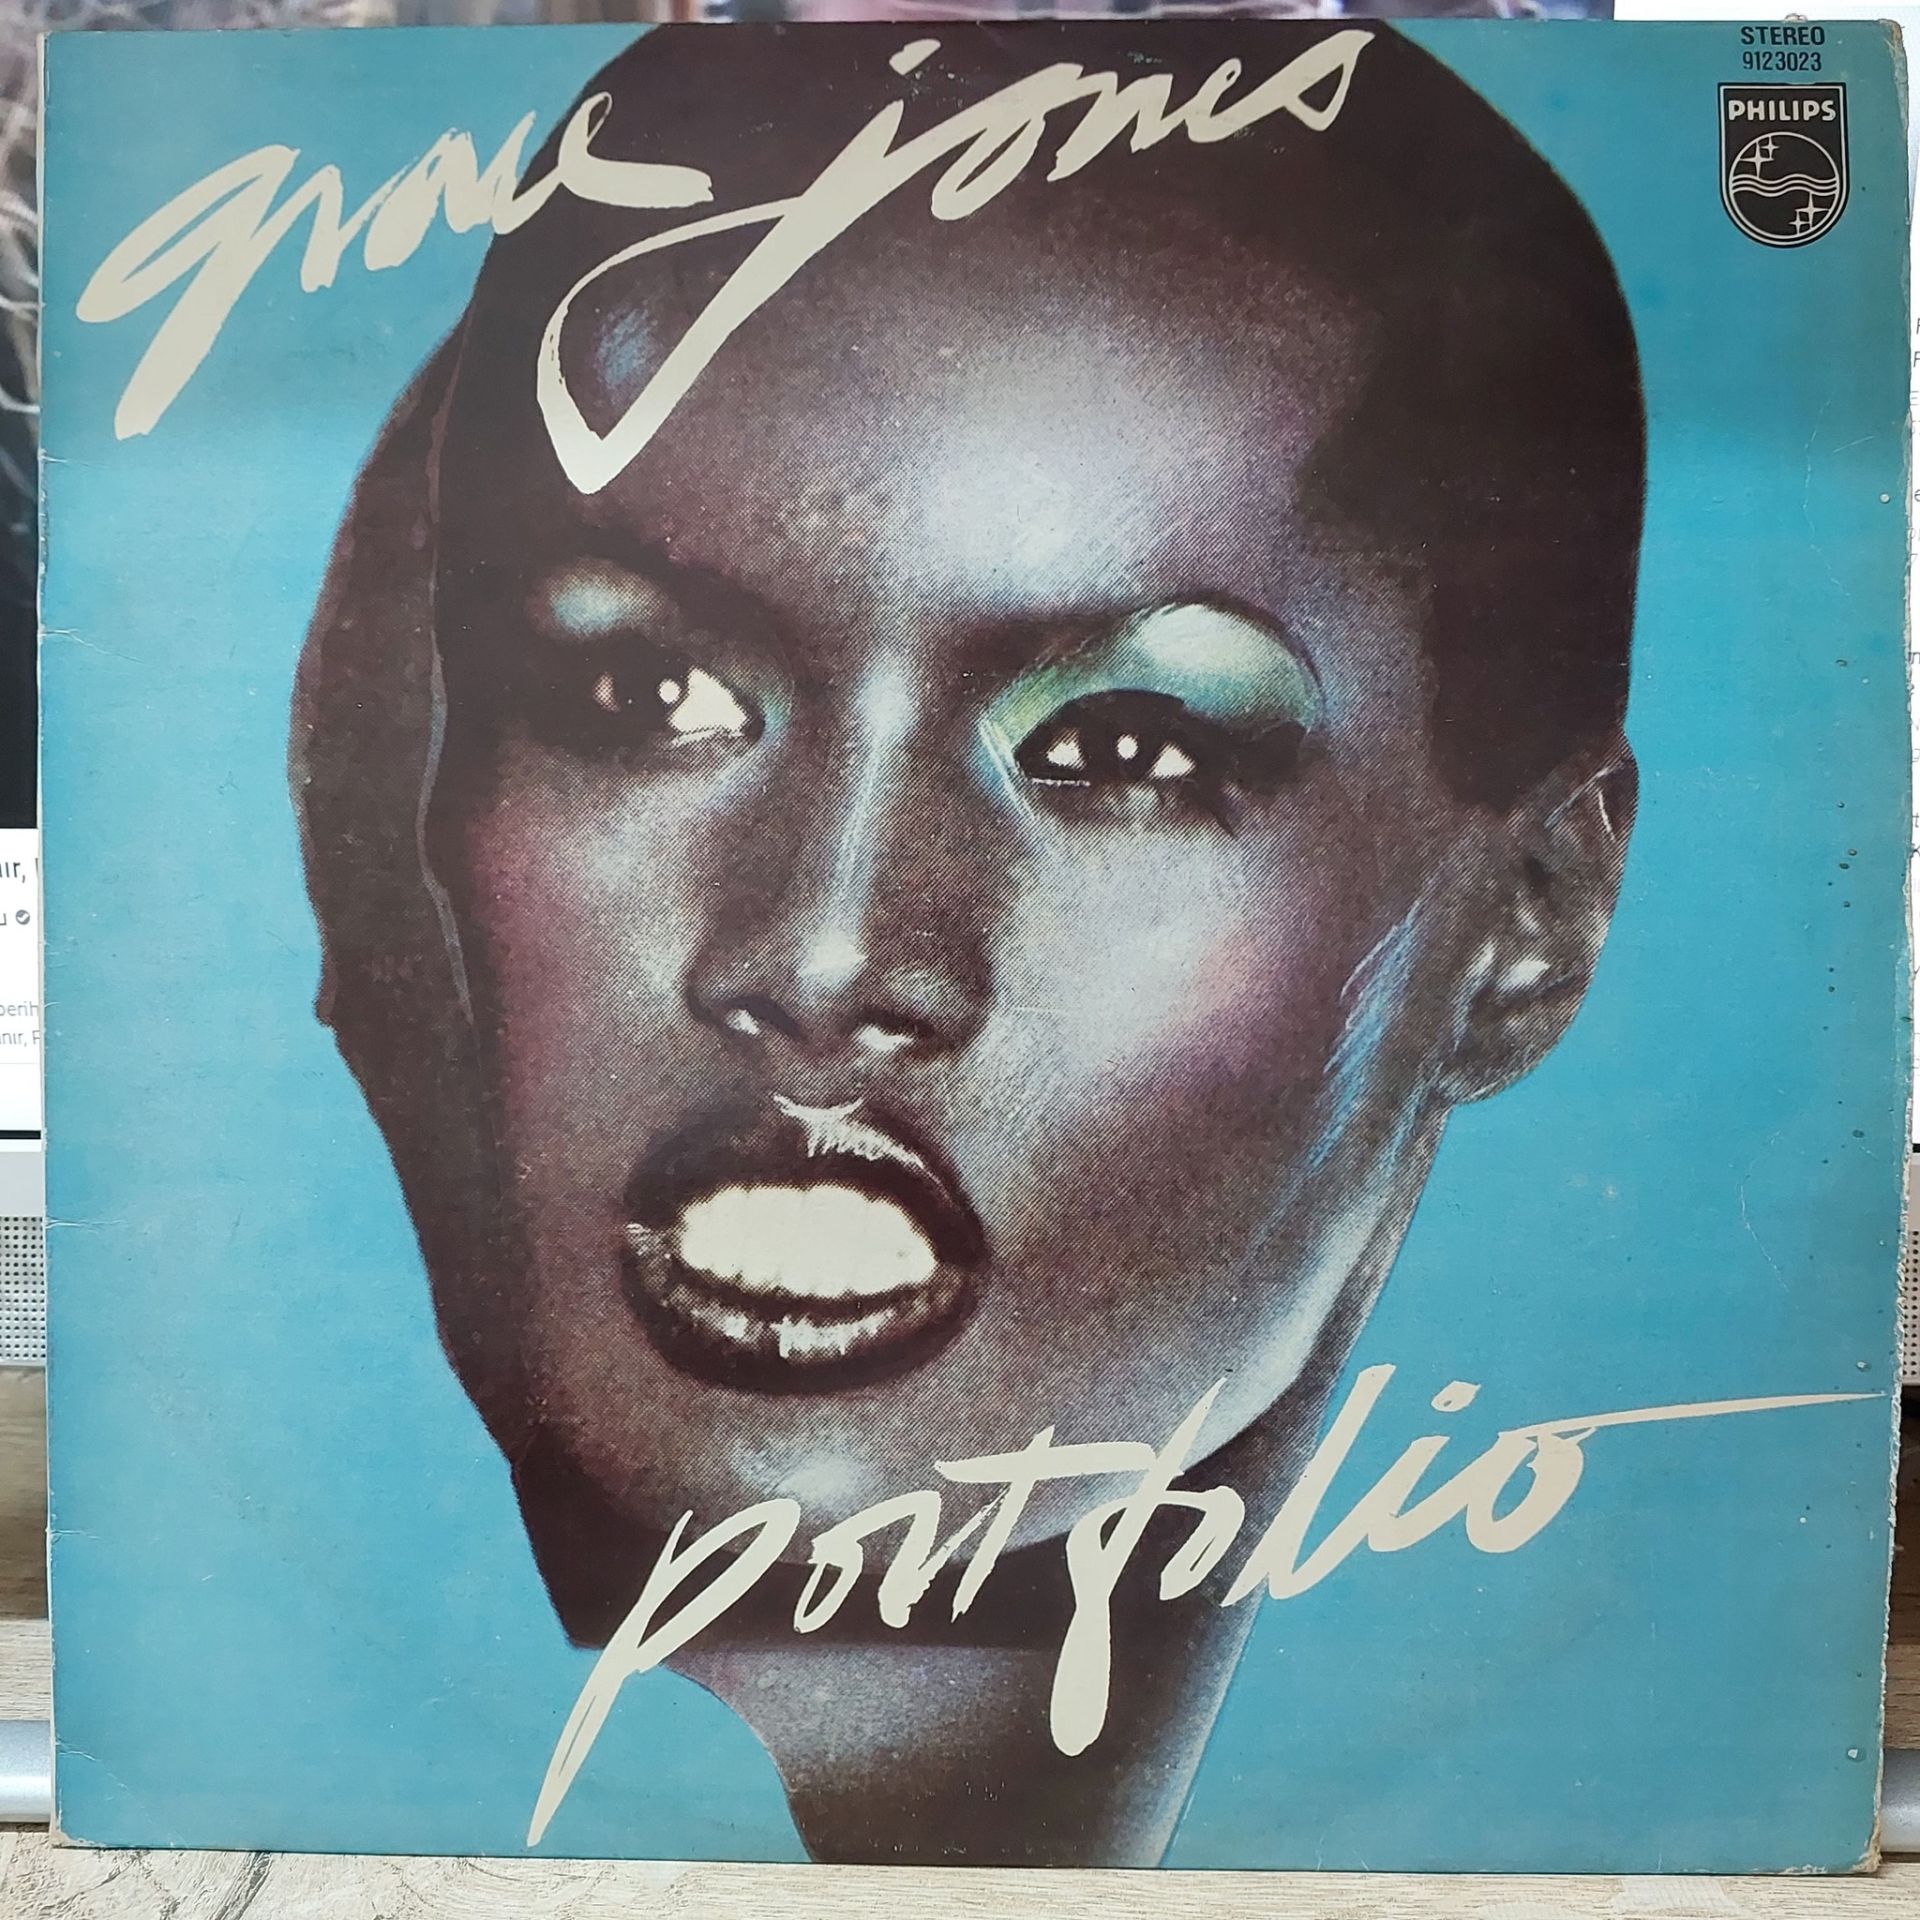 STEREO
9123023
PHILIPS
grace jones
portfolio